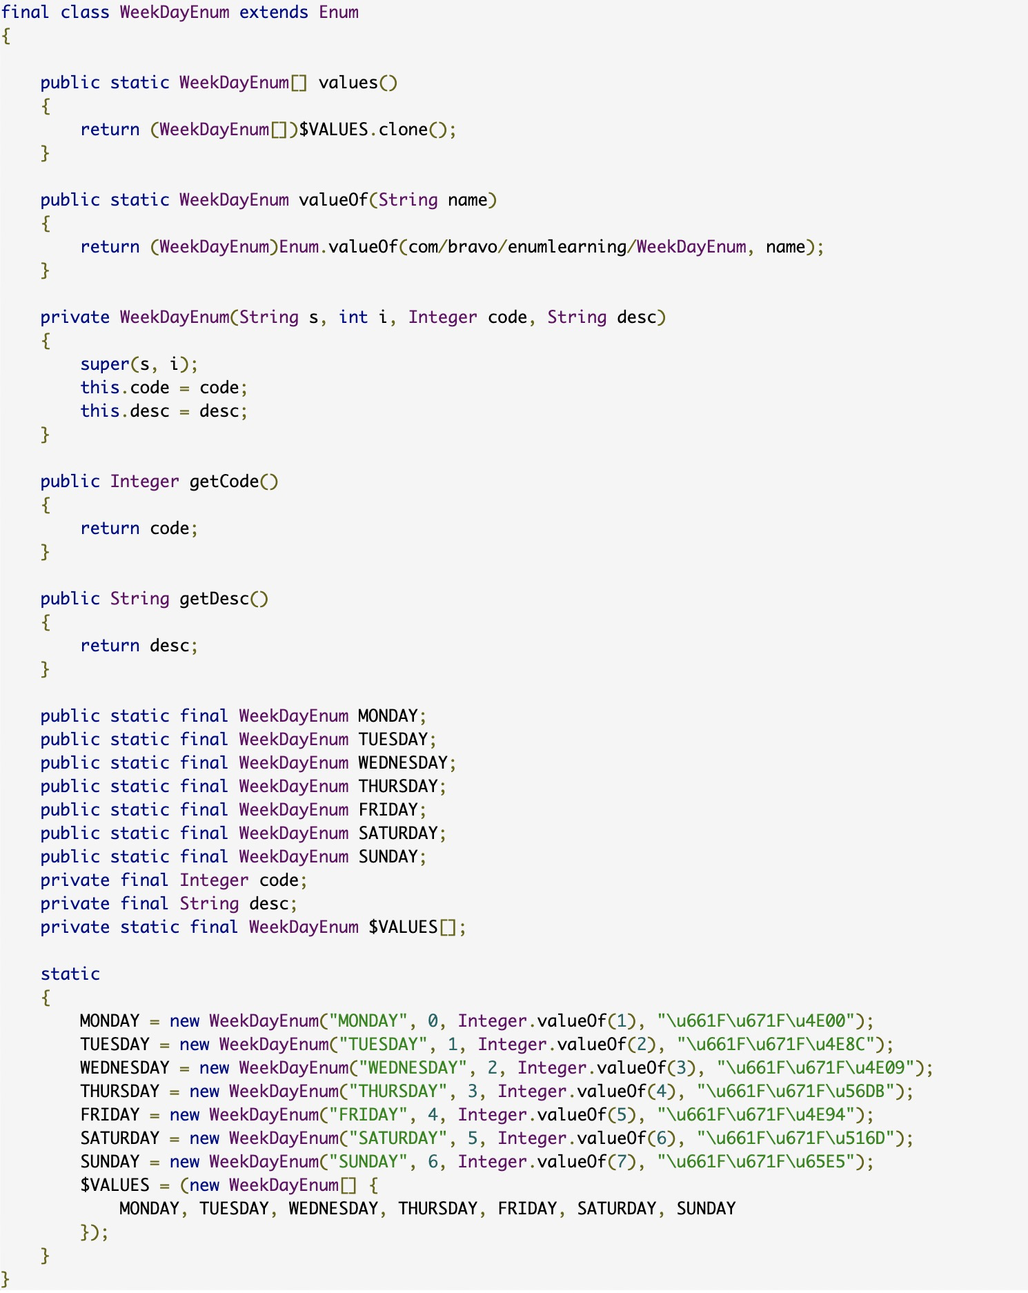 final class WeekDayEnum extends Enum
{

    public static WeekDayEnum[] values()
    {
        return (WeekDayEnum[])$VALUES.clone();
    }

    public static WeekDayEnum valueOf(String name)
    {
        return (WeekDayEnum)Enum.valueOf(com/bravo/enumlearning/WeekDayEnum, name);
    }

    private WeekDayEnum(String s, int i, Integer code, String desc)
    {
        super(s, i);
        this.code = code;
        this.desc = desc;
    }

    public Integer getCode()
    {
        return code;
    }

    public String getDesc()
    {
        return desc;
    }

    public static final WeekDayEnum MONDAY;
    public static final WeekDayEnum TUESDAY;
    public static final WeekDayEnum WEDNESDAY;
    public static final WeekDayEnum THURSDAY;
    public static final WeekDayEnum FRIDAY;
    public static final WeekDayEnum SATURDAY;
    public static final WeekDayEnum SUNDAY;
    private final Integer code;
    private final String desc;
    private static final WeekDayEnum $VALUES[];

    static
    {
        MONDAY = new WeekDayEnum("MONDAY", 0, Integer.valueOf(1), "\u661F\u671F\u4E00");
        TUESDAY = new WeekDayEnum("TUESDAY", 1, Integer.valueOf(2), "\u661F\u671F\u4E8C");
        WEDNESDAY = new WeekDayEnum("WEDNESDAY", 2, Integer.valueOf(3), "\u661F\u671F\u4E09");
        THURSDAY = new WeekDayEnum("THURSDAY", 3, Integer.valueOf(4), "\u661F\u671F\u56DB");
        FRIDAY = new WeekDayEnum("FRIDAY", 4, Integer.valueOf(5), "\u661F\u671F\u4E94");
        SATURDAY = new WeekDayEnum("SATURDAY", 5, Integer.valueOf(6), "\u661F\u671F\u516D");
        SUNDAY = new WeekDayEnum("SUNDAY", 6, Integer.valueOf(7), "\u661F\u671F\u65E5");
        $VALUES = (new WeekDayEnum[] {
            MONDAY, TUESDAY, WEDNESDAY, THURSDAY, FRIDAY, SATURDAY, SUNDAY
        });
    }
}